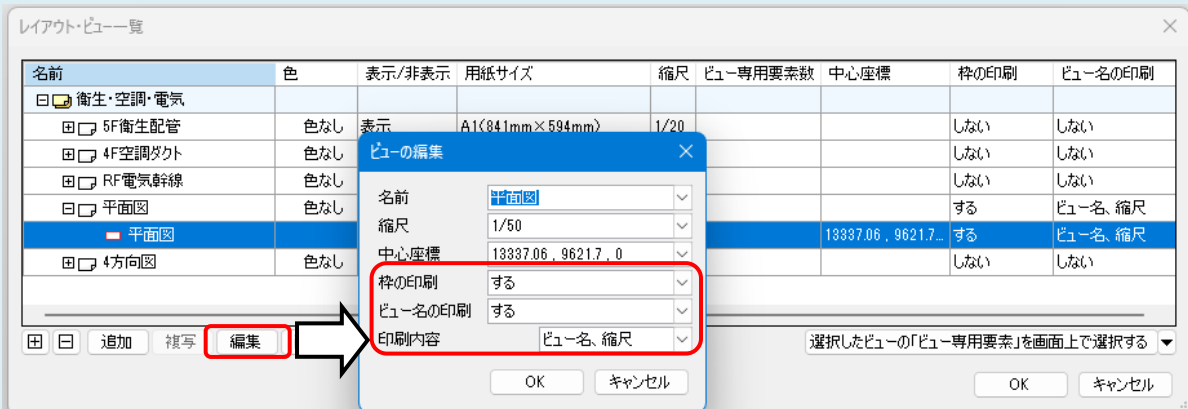 レイアウト・ビュー一覧
名前 色 表示/非表示 用紙サイズ 縮尺 ビュー専用要素数 中心座標 枠の印刷 ビュー名の印刷
衛生・空調・電気
5F衛生配管 色なし 表示 A1(841mm×594mm) 1/20 しない しない
4F空調ダクト 色なし しない しない
RF電気幹線 色なし しない しない
平面図 色なし する ビュー名、縮尺
平面図 13337.06 , 9621.7... する ビュー名、縮尺
4方向図 色なし しない しない
追加 複写 編集
選択したビューの「ビュー専用要素」を画面上で選択する
OK キャンセル
ビューの編集
名前 平面図
縮尺 1/50
中心座標 13337.06 , 9621.7 , 0
枠の印刷 する
ビュー名の印刷 する
印刷内容 ビュー名、縮尺
OK キャンセル